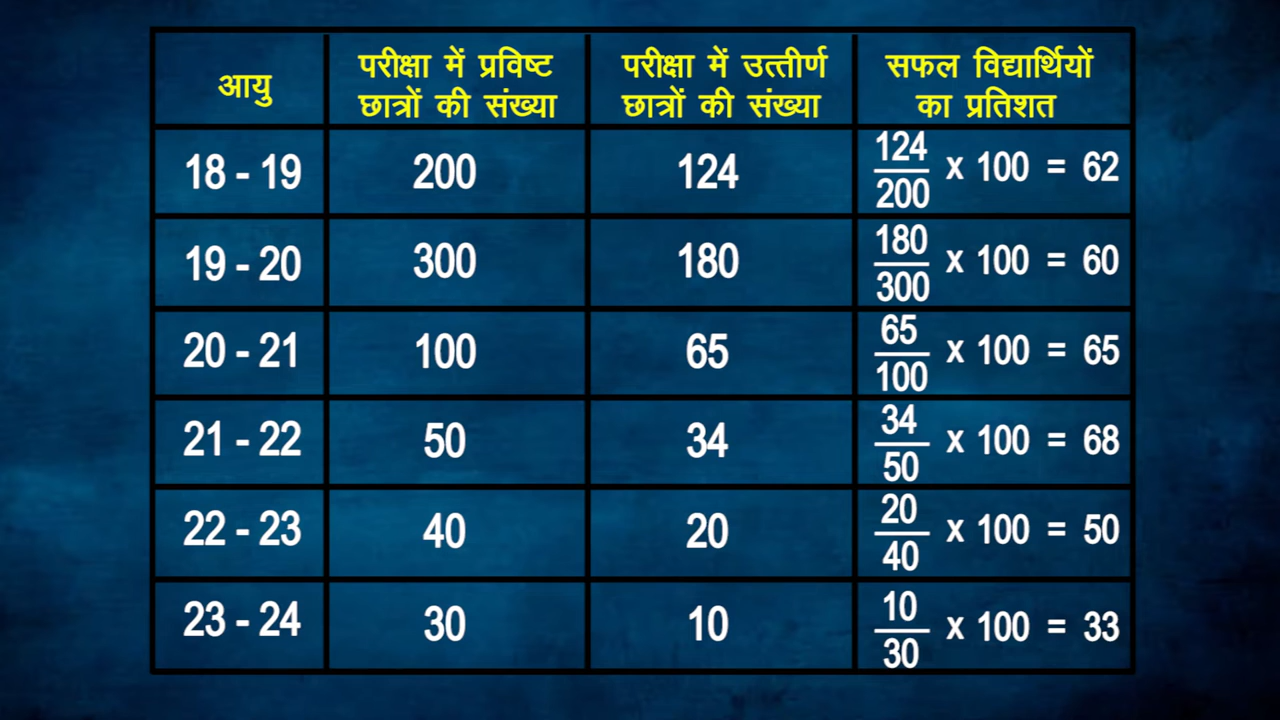 आयु
परीक्षा में प्रविष्ट
छात्रों की संख्या
परीक्षा में उत्तीर्ण
छात्रों की संख्या
सफल विद्यार्थियों
का प्रतिशत
18 - 19 200 124 124/200 x 100 = 62
19 - 20 300 180 180/300 x 100 = 60
20 - 21 100 65 65/100 x 100 = 65
21 - 22 50 34 34/50 x 100 = 68
22 - 23 40 20 20/40 x 100 = 50
23 - 24 30 10 10/30 x 100 = 33